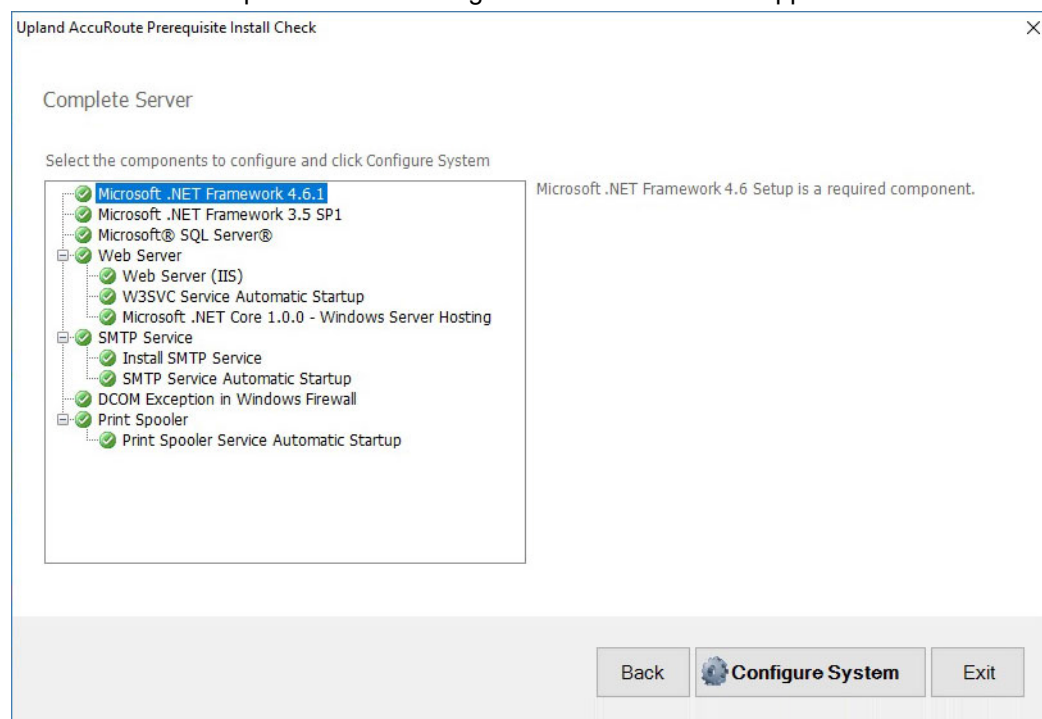 Upland AccuRoute Prerequisite Install Check
Complete Server
Select the components to configure and click Configure System
Microsoft .NET Framework 4.6.1
Microsoft .NET Framework 3.5 SP1
Microsoft® SQL Server®
Web Server
Web Server (IIS)
W3SVC Service Automatic Startup
Microsoft .NET Core 1.0.0 - Windows Server Hosting
SMTP Service
Install SMTP Service
SMTP Service Automatic Startup
DCOM Exception in Windows Firewall
Print Spooler
Print Spooler Service Automatic Startup
Microsoft .NET Framework 4.6 Setup is a required component.
Back
Configure System
Exit